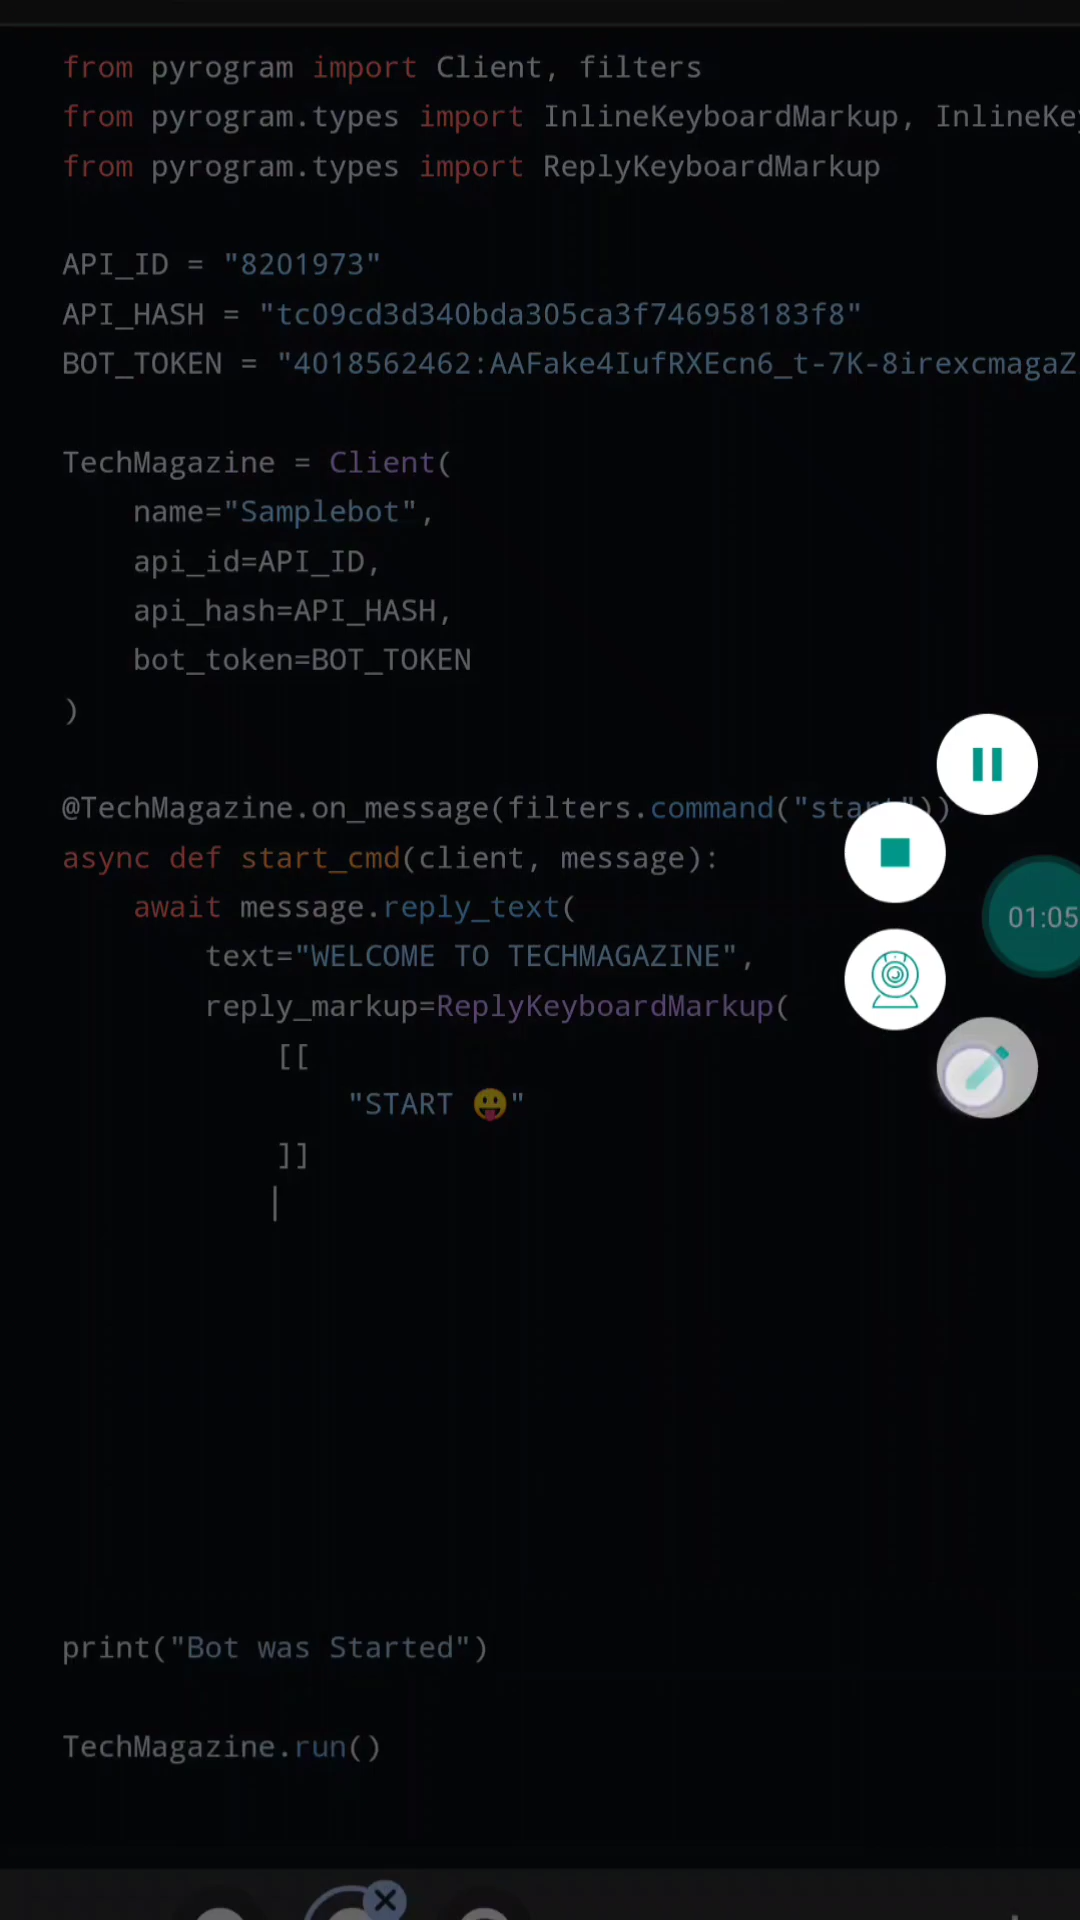 from pyrogram import Client, filters
from pyrogram.types import InlineKeyboardMarkup, InlineKey
from pyrogram.types import ReplyKeyboardMarkup
API_ID = "8201973"
API_HASH = "tc09cd3d340bda305ca3f746958183f8"
BOT_TOKEN = "4018562462:AAFake4IufRXEcn6_t-7K-8irexcmagaZ
TechMagazine = Client(
    name="Samplebot",
    api_id=API_ID,
    api_hash=API_HASH,
    bot_token=BOT_TOKEN
)
@TechMagazine.on_message(filters.command("start"))
async def start_cmd(client, message):
    await message.reply_text(
        text="WELCOME TO TECHMAGAZINE",
        reply_markup=ReplyKeyboardMarkup(
            [[
                "START 😛"
            ]]
01:05
print("Bot was Started")
TechMagazine.run()